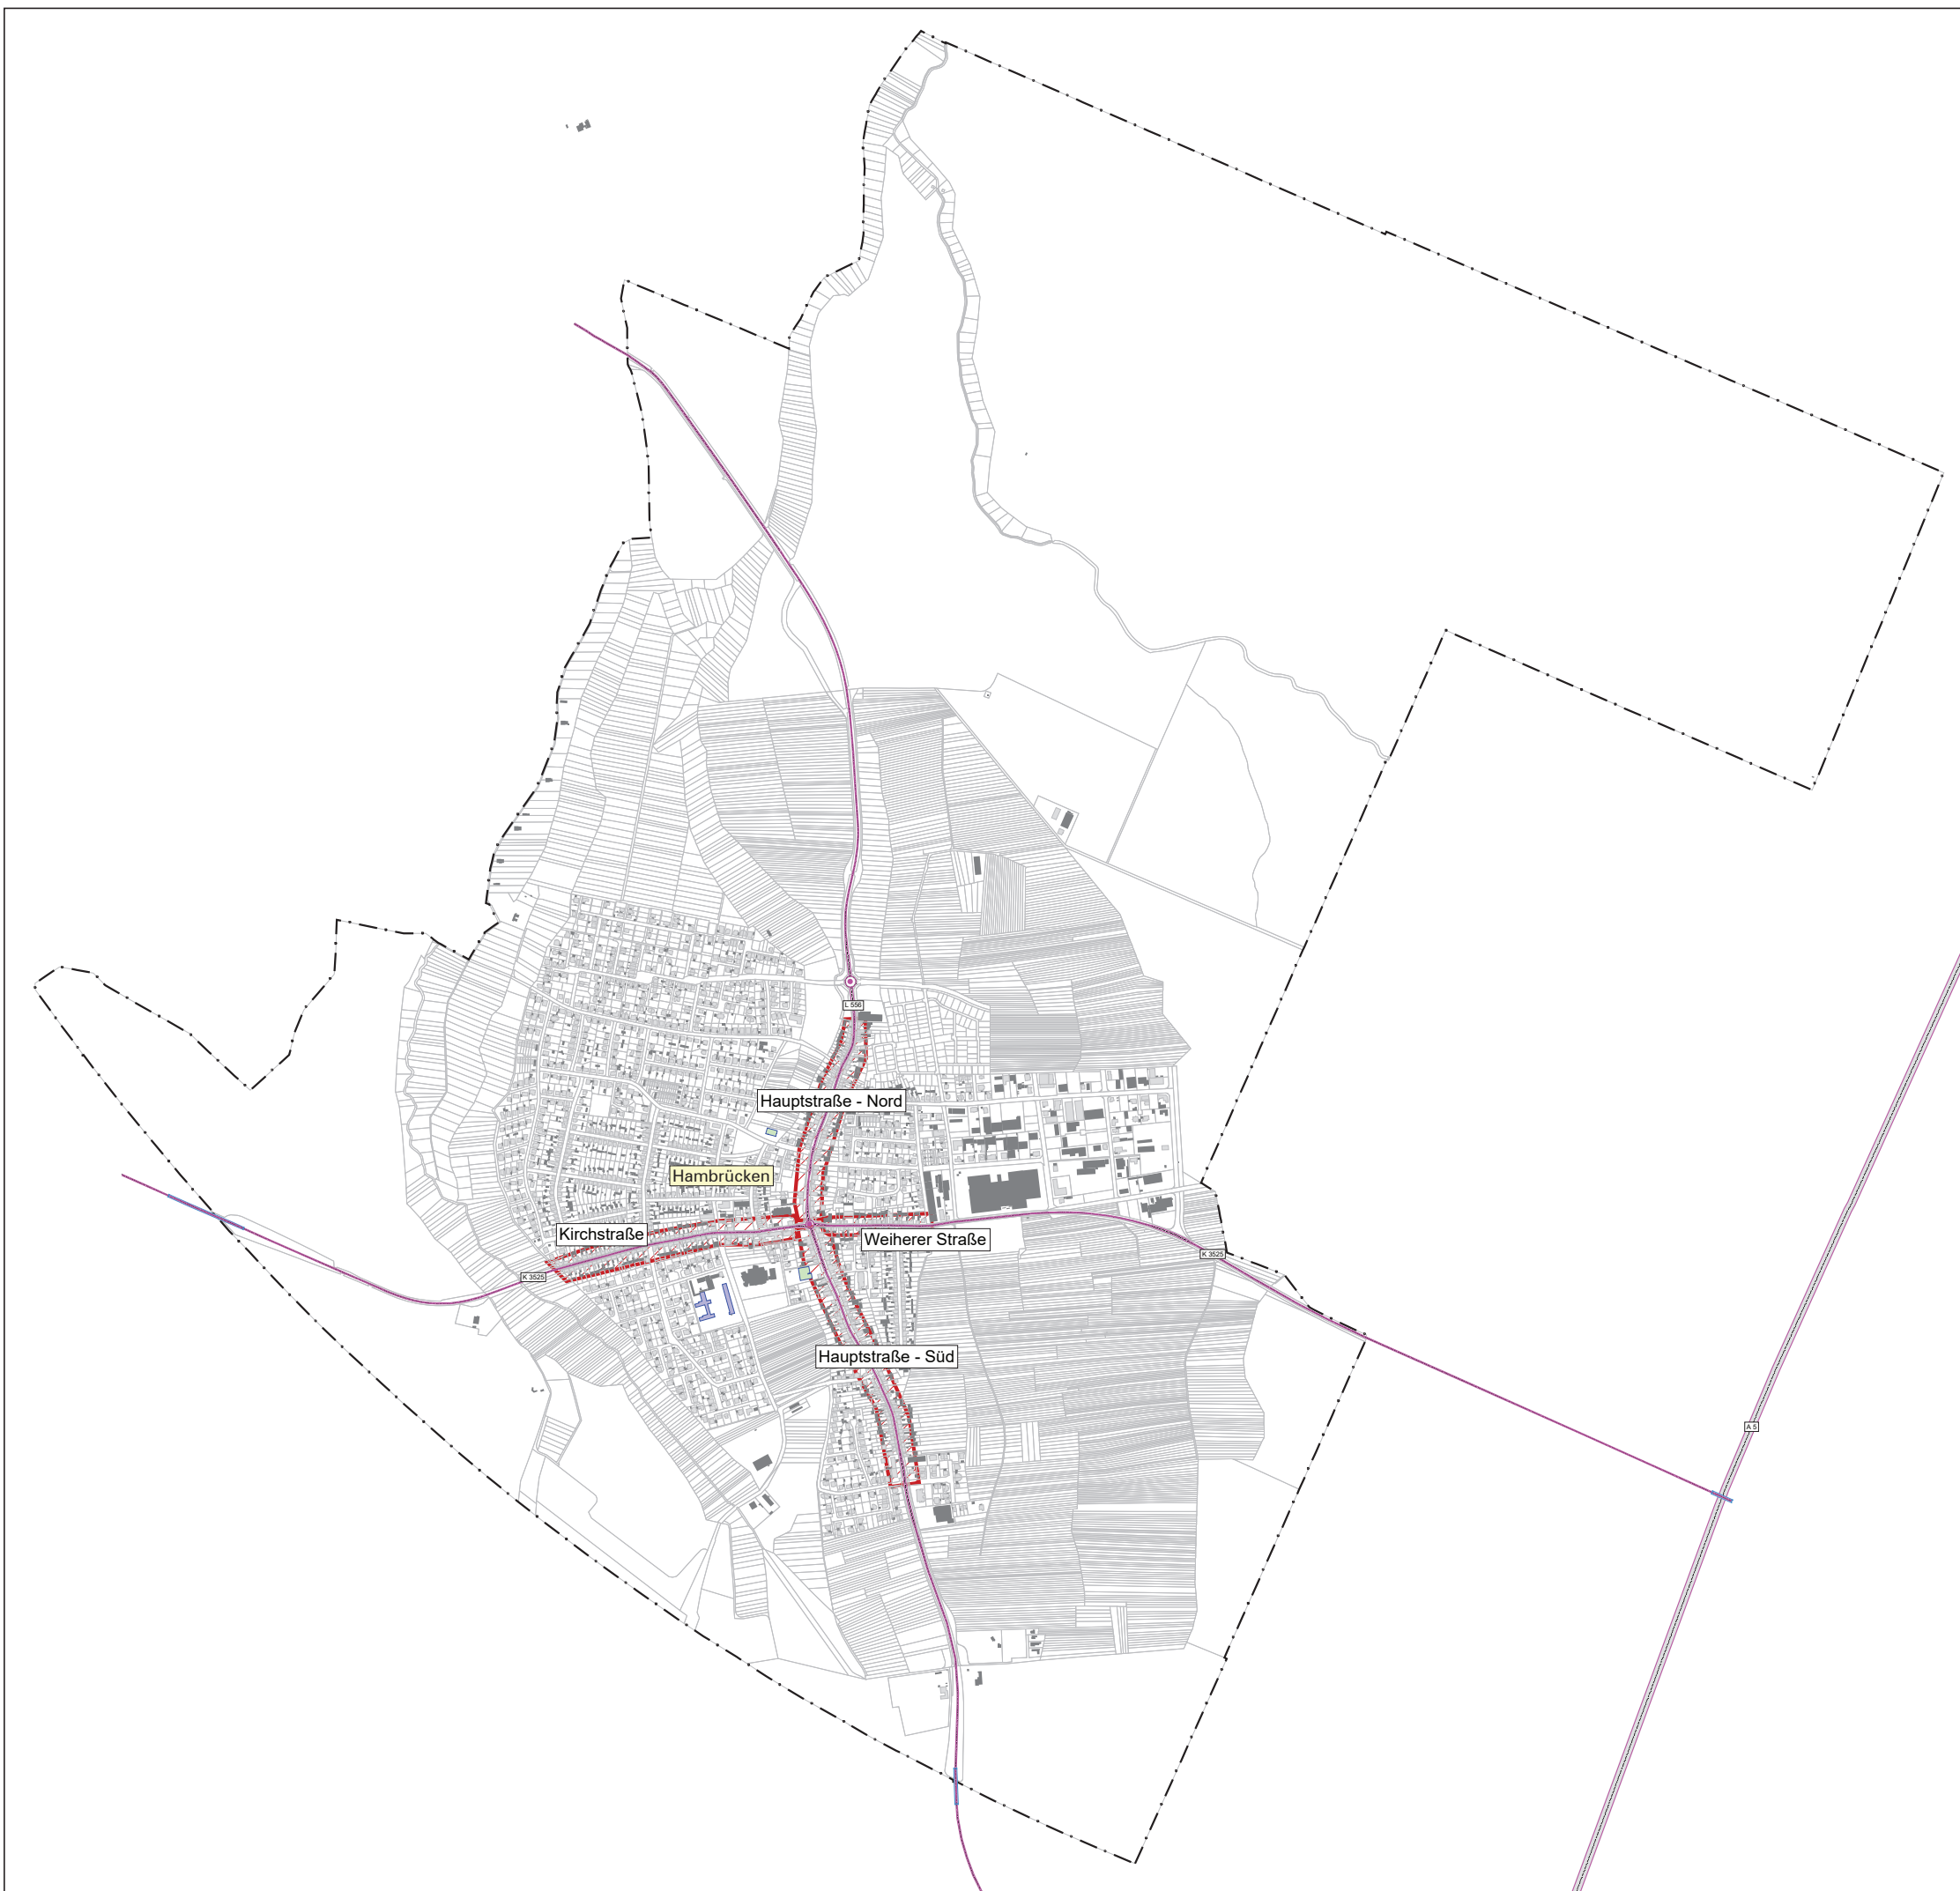 L 556
Hauptstraße - Nord
Hambrücken
Kirchstraße
Weiherer Straße
K 3525
K 3525
Hauptstraße - Süd
A 5